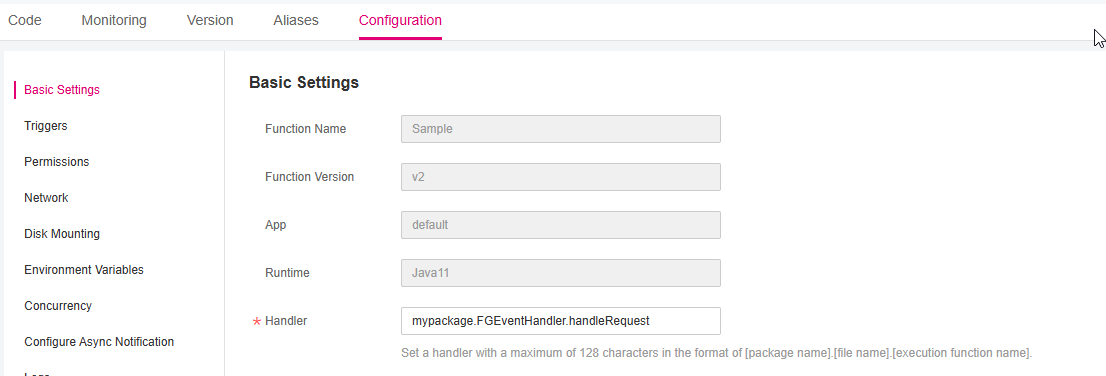 Code Monitoring Version Aliases Configuration
Basic Settings
Triggers
Permissions
Network
Disk Mounting
Environment Variables
Concurrency
Configure Async Notification
Logs
Basic Settings
Function Name Sample
Function Version v2
App default
Runtime Java11
* Handler mypackage.FGEventHandler.handleRequest
Set a handler with a maximum of 128 characters in the format of [package name].[file name].[execution function name].